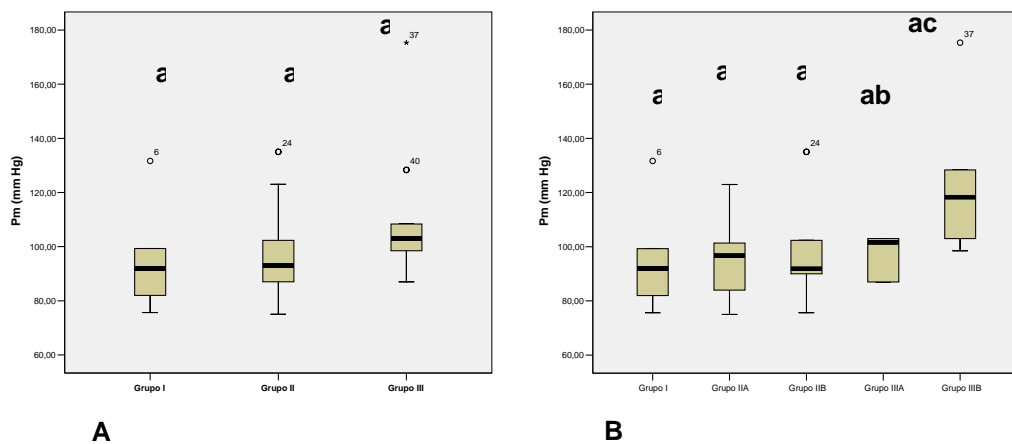 180,00
160,00
140,00
120,00
100,00
80,00
60,00
Pm (mm Hg)
a
a
a
6
24
37
40
Grupo I
Grupo II
Grupo III
A
180,00
160,00
140,00
120,00
100,00
80,00
60,00
Pm (mm Hg)
a
a
a
ab
ac
6
24
37
Grupo I
Grupo IIA
Grupo IIB
Grupo IIIA
Grupo IIIB
B